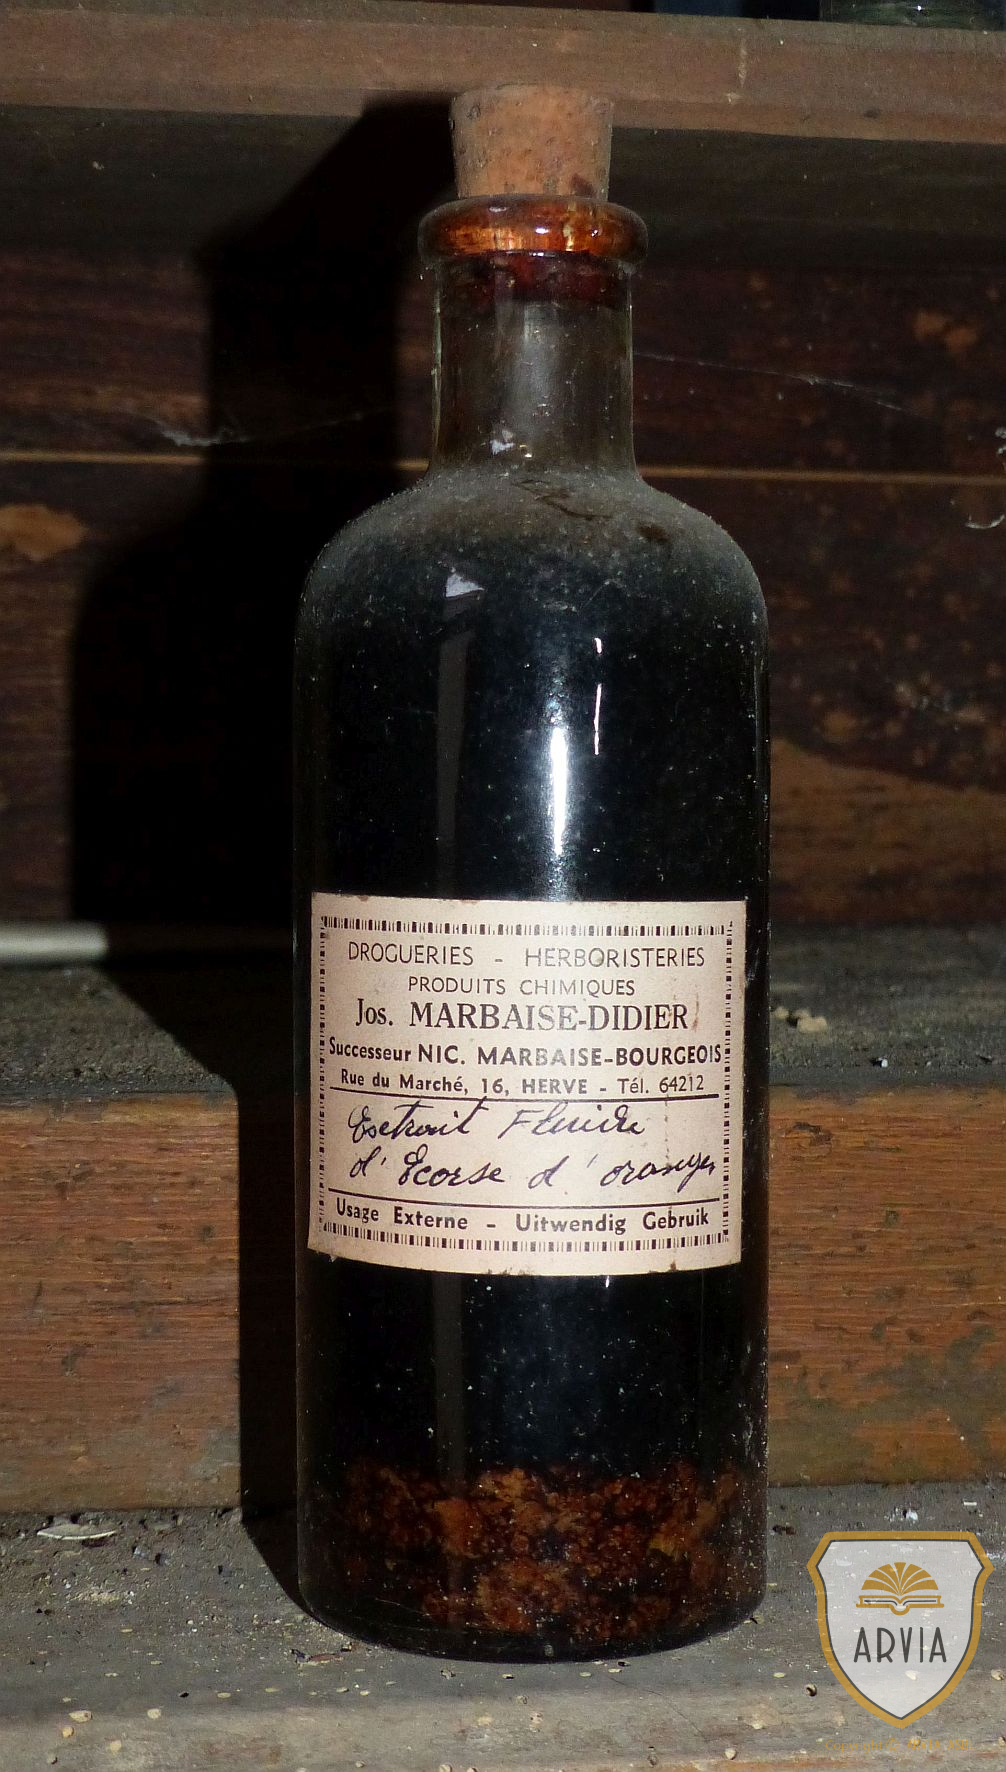 DROGUERIES - HERBORISTERIES
PRODUITS CHIMIQUES
Jos. MARBAISE-DIDIER
Successeur NIC. MARBAISE-BOURGEOIS
Rue du Marché, 16, HERVE - Tél. 64212
Extrait Fluide
d'Ecorse d'oranges
Usage Externe - Uitwendig Gebruik
ARVIA